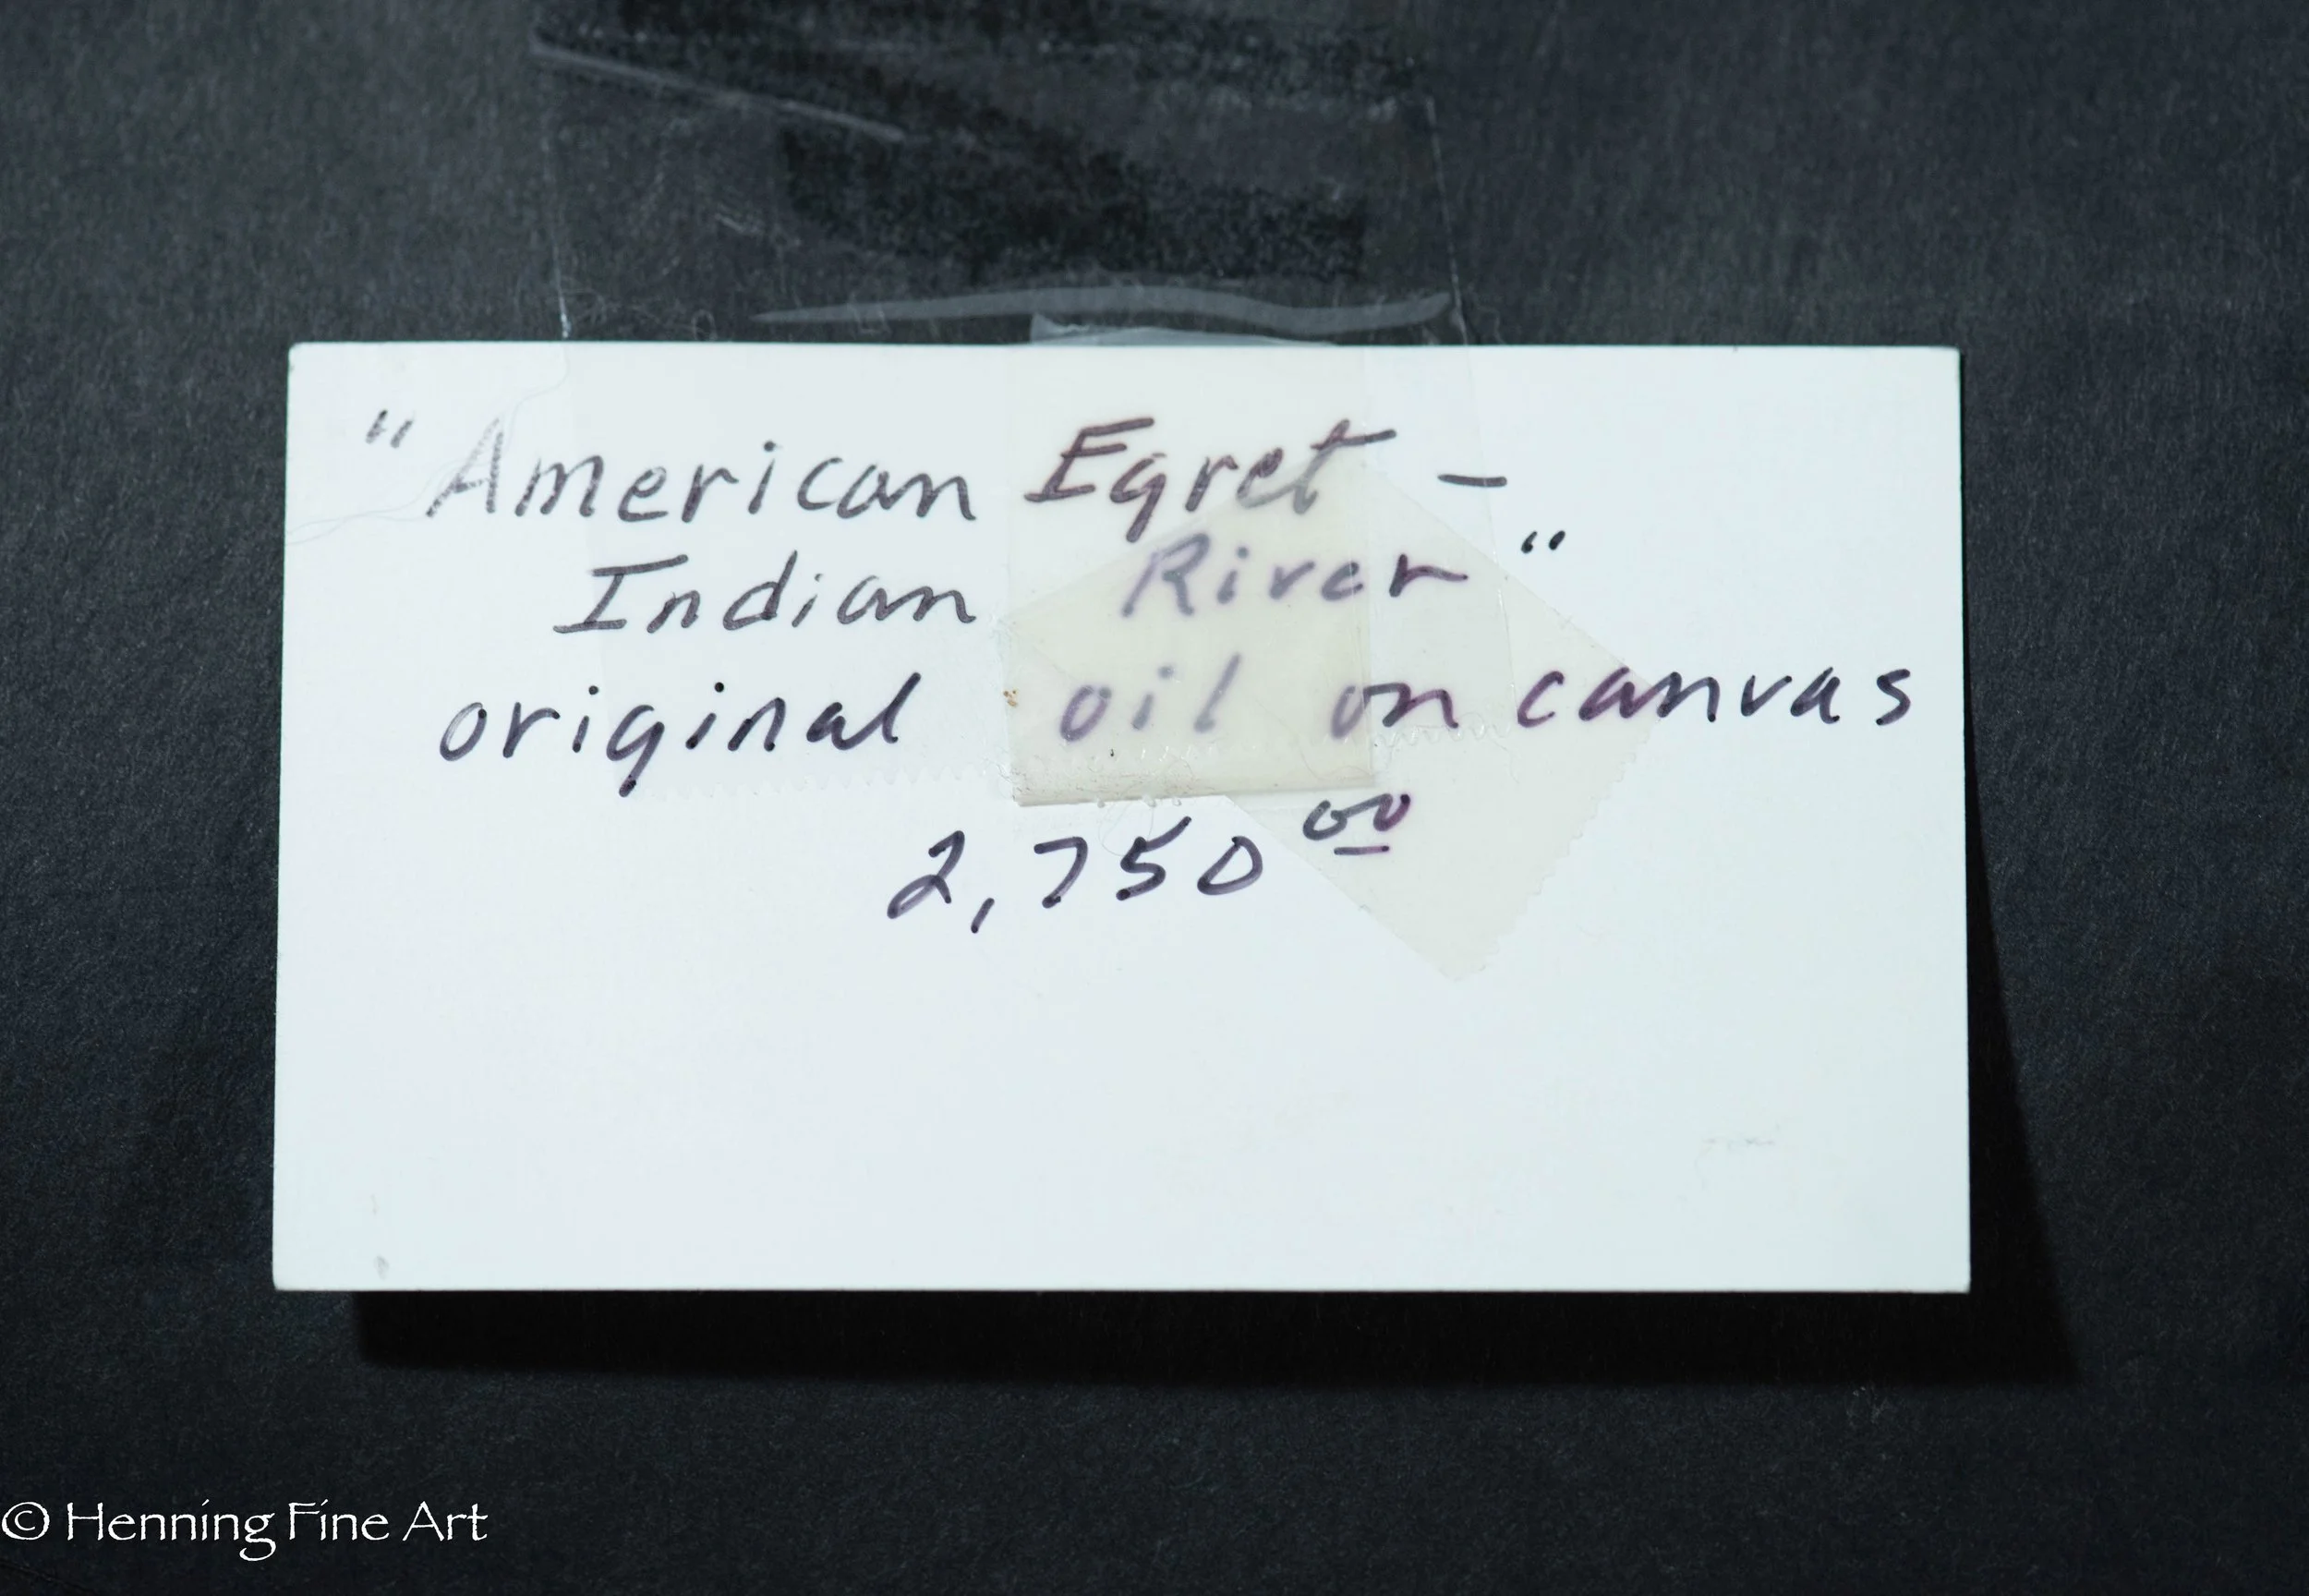 "American Egret -
Indian River"
original oil on canvas
2,750 00
© Henning Fine Art